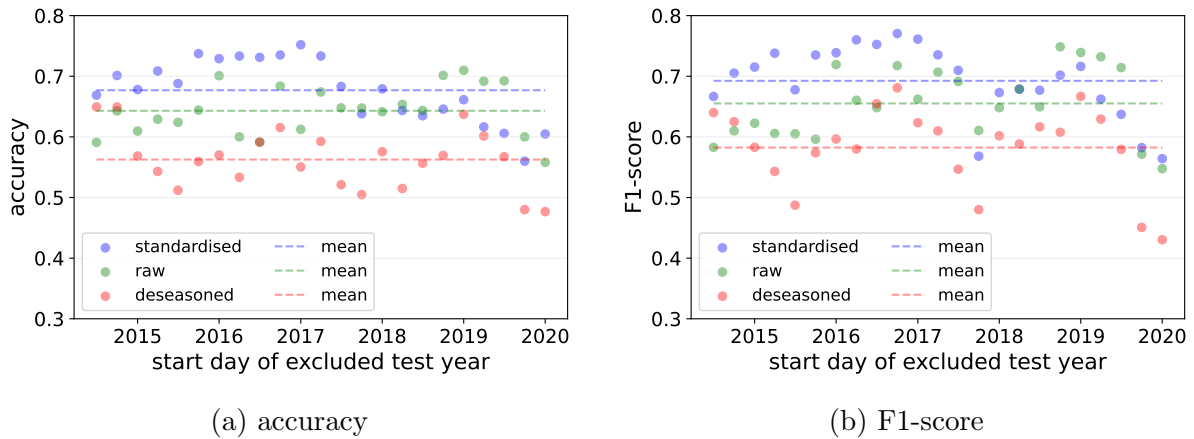 0.8
0.7
0.6
0.5
0.4
0.3
accuracy
standardised mean
raw mean
deseasoned mean
2015 2016 2017 2018 2019 2020
start day of excluded test year
(a) accuracy
0.8
0.7
0.6
0.5
0.4
0.3
F1-score
standardised mean
raw mean
deseasoned mean
2015 2016 2017 2018 2019 2020
start day of excluded test year
(b) F1-score